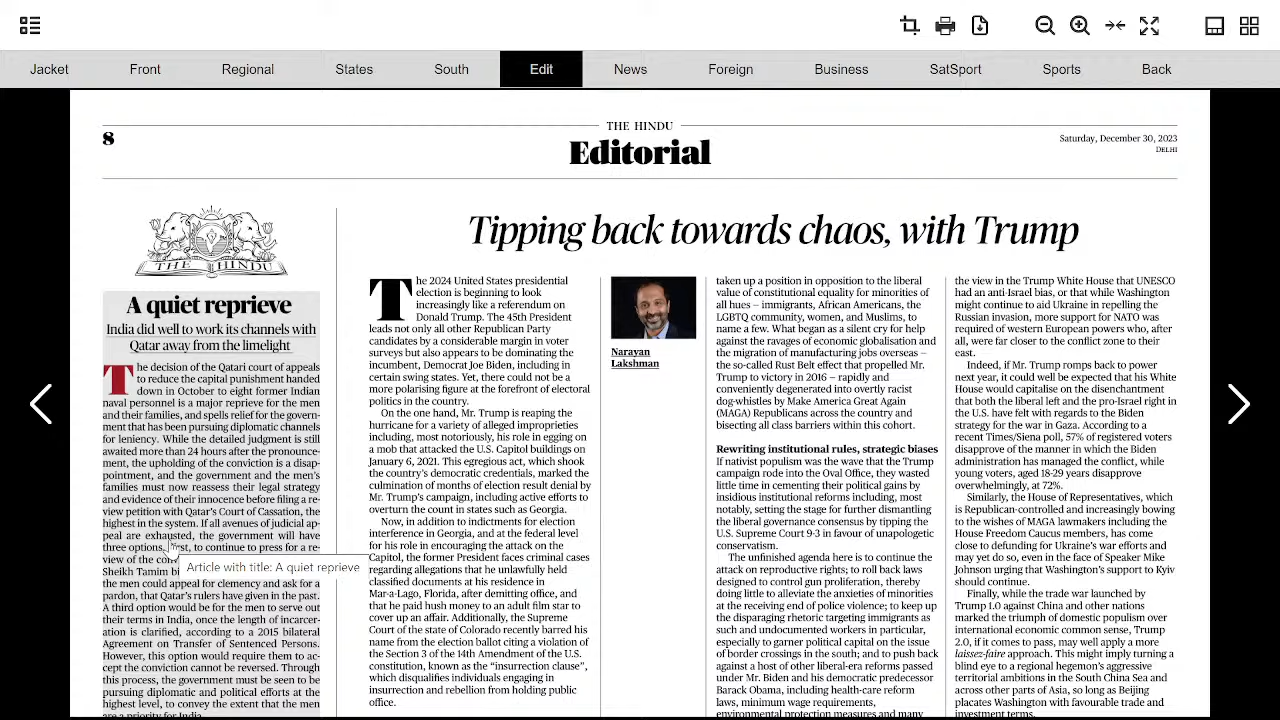 Jacket Front Regional States South Edit News Foreign Business SatSport Sports Back
8
THE HINDU
Editorial
Saturday, December 30, 2023
DELHI
THE HINDU
A quiet reprieve
India did well to work its channels with
Qatar away from the limelight
The decision of the Qatari court of appeals
to reduce the capital punishment handed
down in October to eight former Indian
naval personnel is a major reprieve for the men
and their families, and spells relief for the govern-
ment that has been pursuing diplomatic channels
for leniency. While the detailed judgment is still
awaited more than 24 hours after the pronounce-
ment, the upholding of the conviction is a disap-
pointment, and the government and the men's
families must now reassess their legal strategy
and evidence of their innocence before filing a re-
view petition with Qatar's Court of Cassation, the
highest in the system. If all avenues of judicial ap-
peal are exhausted, the government will have
three options, st, to continue to press for a re-
view of the
Sheikh Tamim bi
Article with title: A quiet reprieve
the men could appeal for clemency and ask for a
pardon, that Qatar's rulers have given in the past.
A third option would be for the men to serve out
their terms in India, once the length of incarcer-
ation is clarified, according to a 2015 bilateral
Agreement on Transfer of Sentenced Persons.
However, this option would require them to ac-
cept the conviction cannot be reversed. Through
this process, the government must be seen to be
pursuing diplomatic and political efforts at the
highest level, to convey the extent that the men
are a priority for India.
Tipping back towards chaos, with Trump
The 2024 United States presidential
election is beginning to look
increasingly like a referendum on
Donald Trump. The 45th President
leads not only all other Republican Party
candidates by a considerable margin in voter
surveys but also appears to be dominating the
incumbent, Democrat Joe Biden, including in
certain swing states. Yet, there could not be a
more polarising figure at the forefront of electoral
politics in the country.
On the one hand, Mr. Trump is reaping the
hurricane for a variety of alleged improprieties
including, most notoriously, his role in egging on
a mob that attacked the U.S. Capitol buildings on
January 6, 2021. This egregious act, which shook
the country's democratic credentials, marked the
culmination of months of election result denial by
Mr. Trump's campaign, including active efforts to
overturn the count in states such as Georgia.
Now, in addition to indictments for election
interference in Georgia, and at the federal level
for his role in encouraging the attack on the
Capitol, the former President faces criminal cases
regarding allegations that he unlawfully held
classified documents at his residence in
Mar-a-Lago, Florida, after demitting office, and
that he paid hush money to an adult film star to
cover up an affair. Additionally, the Supreme
Court of the state of Colorado recently barred his
name from the election ballot citing a violation of
the Section 3 of the 14th Amendment of the U.S.
constitution, known as the "insurrection clause",
which disqualifies individuals engaging in
insurrection and rebellion from holding public
office.
Narayan
Lakshman
taken up a position in opposition to the liberal
value of constitutional equality for minorities of
all hues – immigrants, African Americans, the
LGBTQ community, women, and Muslims, to
name a few. What began as a silent cry for help
against the ravages of economic globalisation and
the migration of manufacturing jobs overseas –
the so-called Rust Belt effect that propelled Mr.
Trump to victory in 2016 – rapidly and
conveniently degenerated into overtly racist
dog-whistles by Make America Great Again
(MAGA) Republicans across the country and
bisecting all class barriers within this cohort.
Rewriting institutional rules, strategic biases
If nativist populism was the wave that the Trump
campaign rode into the Oval Office, they wasted
little time in cementing their political gains by
insidious institutional reforms including, most
notably, setting the stage for further dismantling
the liberal governance consensus by tipping the
U.S. Supreme Court 9-3 in favour of unapologetic
conservatism.
The unfinished agenda here is to continue the
attack on reproductive rights; to roll back laws
designed to control gun proliferation, thereby
doing little to alleviate the anxieties of minorities
at the receiving end of police violence; to keep up
the disparaging rhetoric targeting immigrants as
such and undocumented workers in particular,
especially to garner political capital on the issue
of border crossings in the south; and to push back
against a host of other liberal-era reforms passed
under Mr. Biden and his democratic predecessor
Barack Obama, including health-care reform
laws, minimum wage requirements,
environmental protection measures and many
the view in the Trump White House that UNESCO
had an anti-Israel bias, or that while Washington
might continue to aid Ukraine in repelling the
Russian invasion, more support for NATO was
required of western European powers who, after
all, were far closer to the conflict zone to their
east.
Indeed, if Mr. Trump romps back to power
next year, it could well be expected that his White
House would capitalise on the disenchantment
that both the liberal left and the pro-Israel right in
the U.S. have felt with regards to the Biden
strategy for the war in Gaza. According to a
recent Times/Siena poll, 57% of registered voters
disapprove of the manner in which the Biden
administration has managed the conflict, while
young voters, aged 18-29 years disapprove
overwhelmingly, at 72%.
Similarly, the House of Representatives, which
is Republican-controlled and increasingly bowing
to the wishes of MAGA lawmakers including the
House Freedom Caucus members, has come
close to defunding for Ukraine's war efforts and
may yet do so, even in the face of Speaker Mike
Johnson urging that Washington's support to Kyiv
should continue.
Finally, while the trade war launched by
Trump 1.0 against China and other nations
marked the triumph of domestic populism over
international economic common sense, Trump
2.0, if it comes to pass, may well apply a more
laissez-faire approach. This might imply turning a
blind eye to a regional hegemon's aggressive
territorial ambitions in the South China Sea and
across other parts of Asia, so long as Beijing
placates Washington with favourable trade and
investment terms.